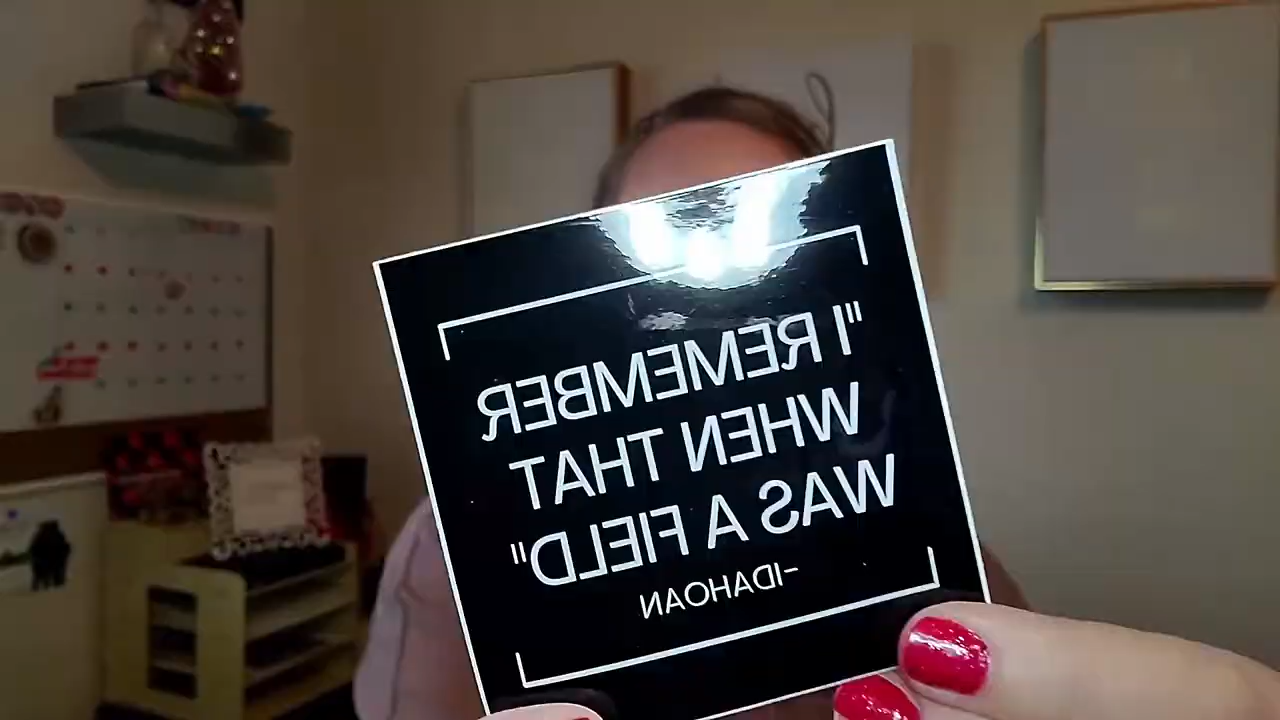 "I REMEMBER
WHEN THAT
WAS A FIELD"
-IDAHOAN